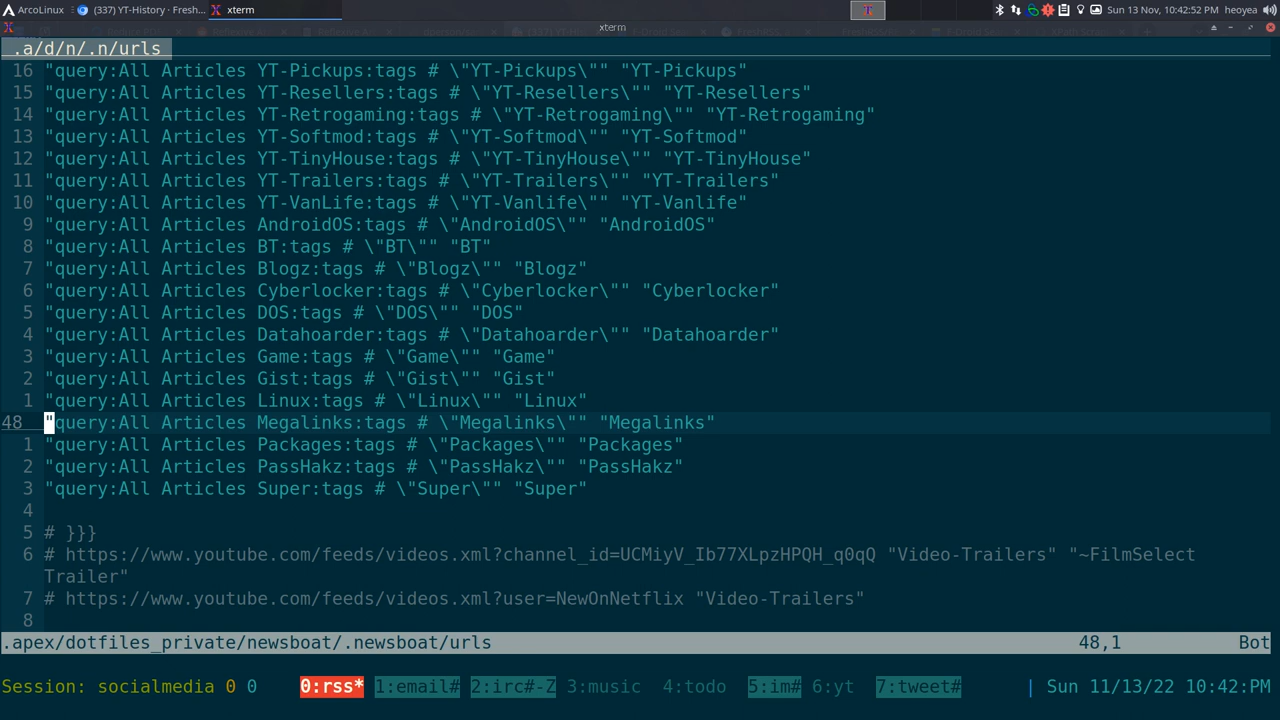 ArcoLinux (337) YT-History · Fresh... xterm Sun 13 Nov, 10:42:52 heoyea
xterm
.a/d/n/.n/urls
16 "query:All Articles YT-Pickups:tags # \"YT-Pickups\"" "YT-Pickups"
15 "query:All Articles YT-Resellers:tags # \"YT-Resellers\"" "YT-Resellers"
14 "query:All Articles YT-Retrogaming:tags # \"YT-Retrogaming\"" "YT-Retrogaming"
13 "query:All Articles YT-Softmod:tags # \"YT-Softmod\"" "YT-Softmod"
12 "query:All Articles YT-TinyHouse:tags # \"YT-TinyHouse\"" "YT-TinyHouse"
11 "query:All Articles YT-Trailers:tags # \"YT-Trailers\"" "YT-Trailers"
10 "query:All Articles YT-VanLife:tags # \"YT-Vanlife\"" "YT-Vanlife"
9 "query:All Articles AndroidOS:tags # \"AndroidOS\"" "AndroidOS"
8 "query:All Articles BT:tags # \"BT\"" "BT"
7 "query:All Articles Blogz:tags # \"Blogz\"" "Blogz"
6 "query:All Articles Cyberlocker:tags # \"Cyberlocker\"" "Cyberlocker"
5 "query:All Articles DOS:tags # \"DOS\"" "DOS"
4 "query:All Articles Datahoarder:tags # \"Datahoarder\"" "Datahoarder"
3 "query:All Articles Game:tags # \"Game\"" "Game"
2 "query:All Articles Gist:tags # \"Gist\"" "Gist"
1 "query:All Articles Linux:tags # \"Linux\"" "Linux"
48 "query:All Articles Megalinks:tags # \"Megalinks\"" "Megalinks"
1 "query:All Articles Packages:tags # \"Packages\"" "Packages"
2 "query:All Articles PassHakz:tags # \"PassHakz\"" "PassHakz"
3 "query:All Articles Super:tags # \"Super\"" "Super"
4
5 # }}}
6 # https://www.youtube.com/feeds/videos.xml?channel_id=UCMiyV_Ib77XLpzHPQH_q0qQ "Video-Trailers" "~FilmSelect
Trailer"
7 # https://www.youtube.com/feeds/videos.xml?user=NewOnNetflix "Video-Trailers"
8
.apex/dotfiles_private/newsboat/.newsboat/urls 48,1 Bot
Session: socialmedia 0 0 0:rss* 1:email# 2:irc#-Z 3:music 4:todo 5:im# 6:yt 7:tweet# | Sun 11/13/22 10:42:PM